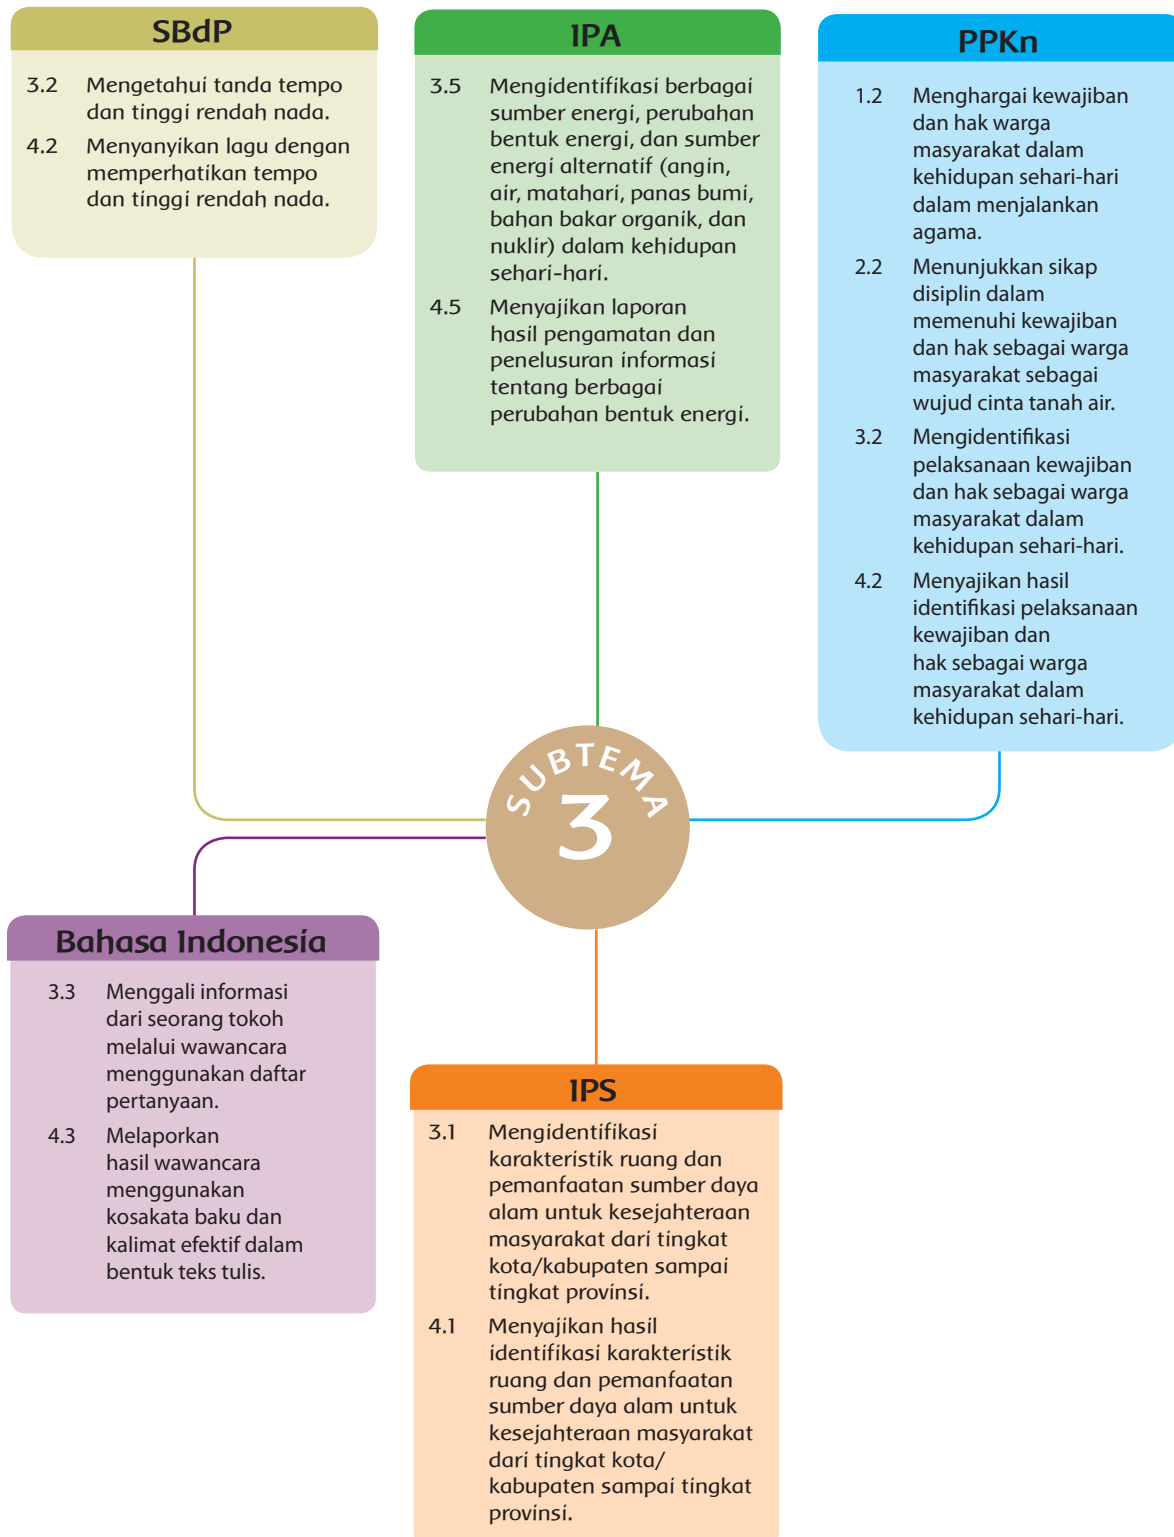 SBdP
3.2 Mengetahui tanda tempo
dan tinggi rendah nada.
4.2 Menyanyikan lagu dengan
memperhatikan tempo
dan tinggi rendah nada.
IPA
3.5 Mengidentifikasi berbagai
sumber energi, perubahan
bentuk energi, dan sumber
energi alternatif (angin,
air, matahari, panas bumi,
bahan bakar organik, dan
nuklir) dalam kehidupan
sehari-hari.
4.5 Menyajikan laporan
hasil pengamatan dan
penelusuran informasi
tentang berbagai
perubahan bentuk energi.
PPKn
1.2 Menghargai kewajiban
dan hak warga
masyarakat dalam
kehidupan sehari-hari
dalam menjalankan
agama.
2.2 Menunjukkan sikap
disiplin dalam
memenuhi kewajiban
dan hak sebagai warga
masyarakat sebagai
wujud cinta tanah air.
3.2 Mengidentifikasi
pelaksanaan kewajiban
dan hak sebagai warga
masyarakat dalam
kehidupan sehari-hari.
4.2 Menyajikan hasil
identifikasi pelaksanaan
kewajiban dan
hak sebagai warga
masyarakat dalam
kehidupan sehari-hari.
SUBTEMA
3
Bahasa Indonesia
3.3 Menggali informasi
dari seorang tokoh
melalui wawancara
menggunakan daftar
pertanyaan.
4.3 Melaporkan
hasil wawancara
menggunakan
kosakata baku dan
kalimat efektif dalam
bentuk teks tulis.
IPS
3.1 Mengidentifikasi
karakteristik ruang dan
pemanfaatan sumber daya
alam untuk kesejahteraan
masyarakat dari tingkat
kota/kabupaten sampai
tingkat provinsi.
4.1 Menyajikan hasil
identifikasi karakteristik
ruang dan pemanfaatan
sumber daya alam untuk
kesejahteraan masyarakat
dari tingkat kota/
kabupaten sampai tingkat
provinsi.